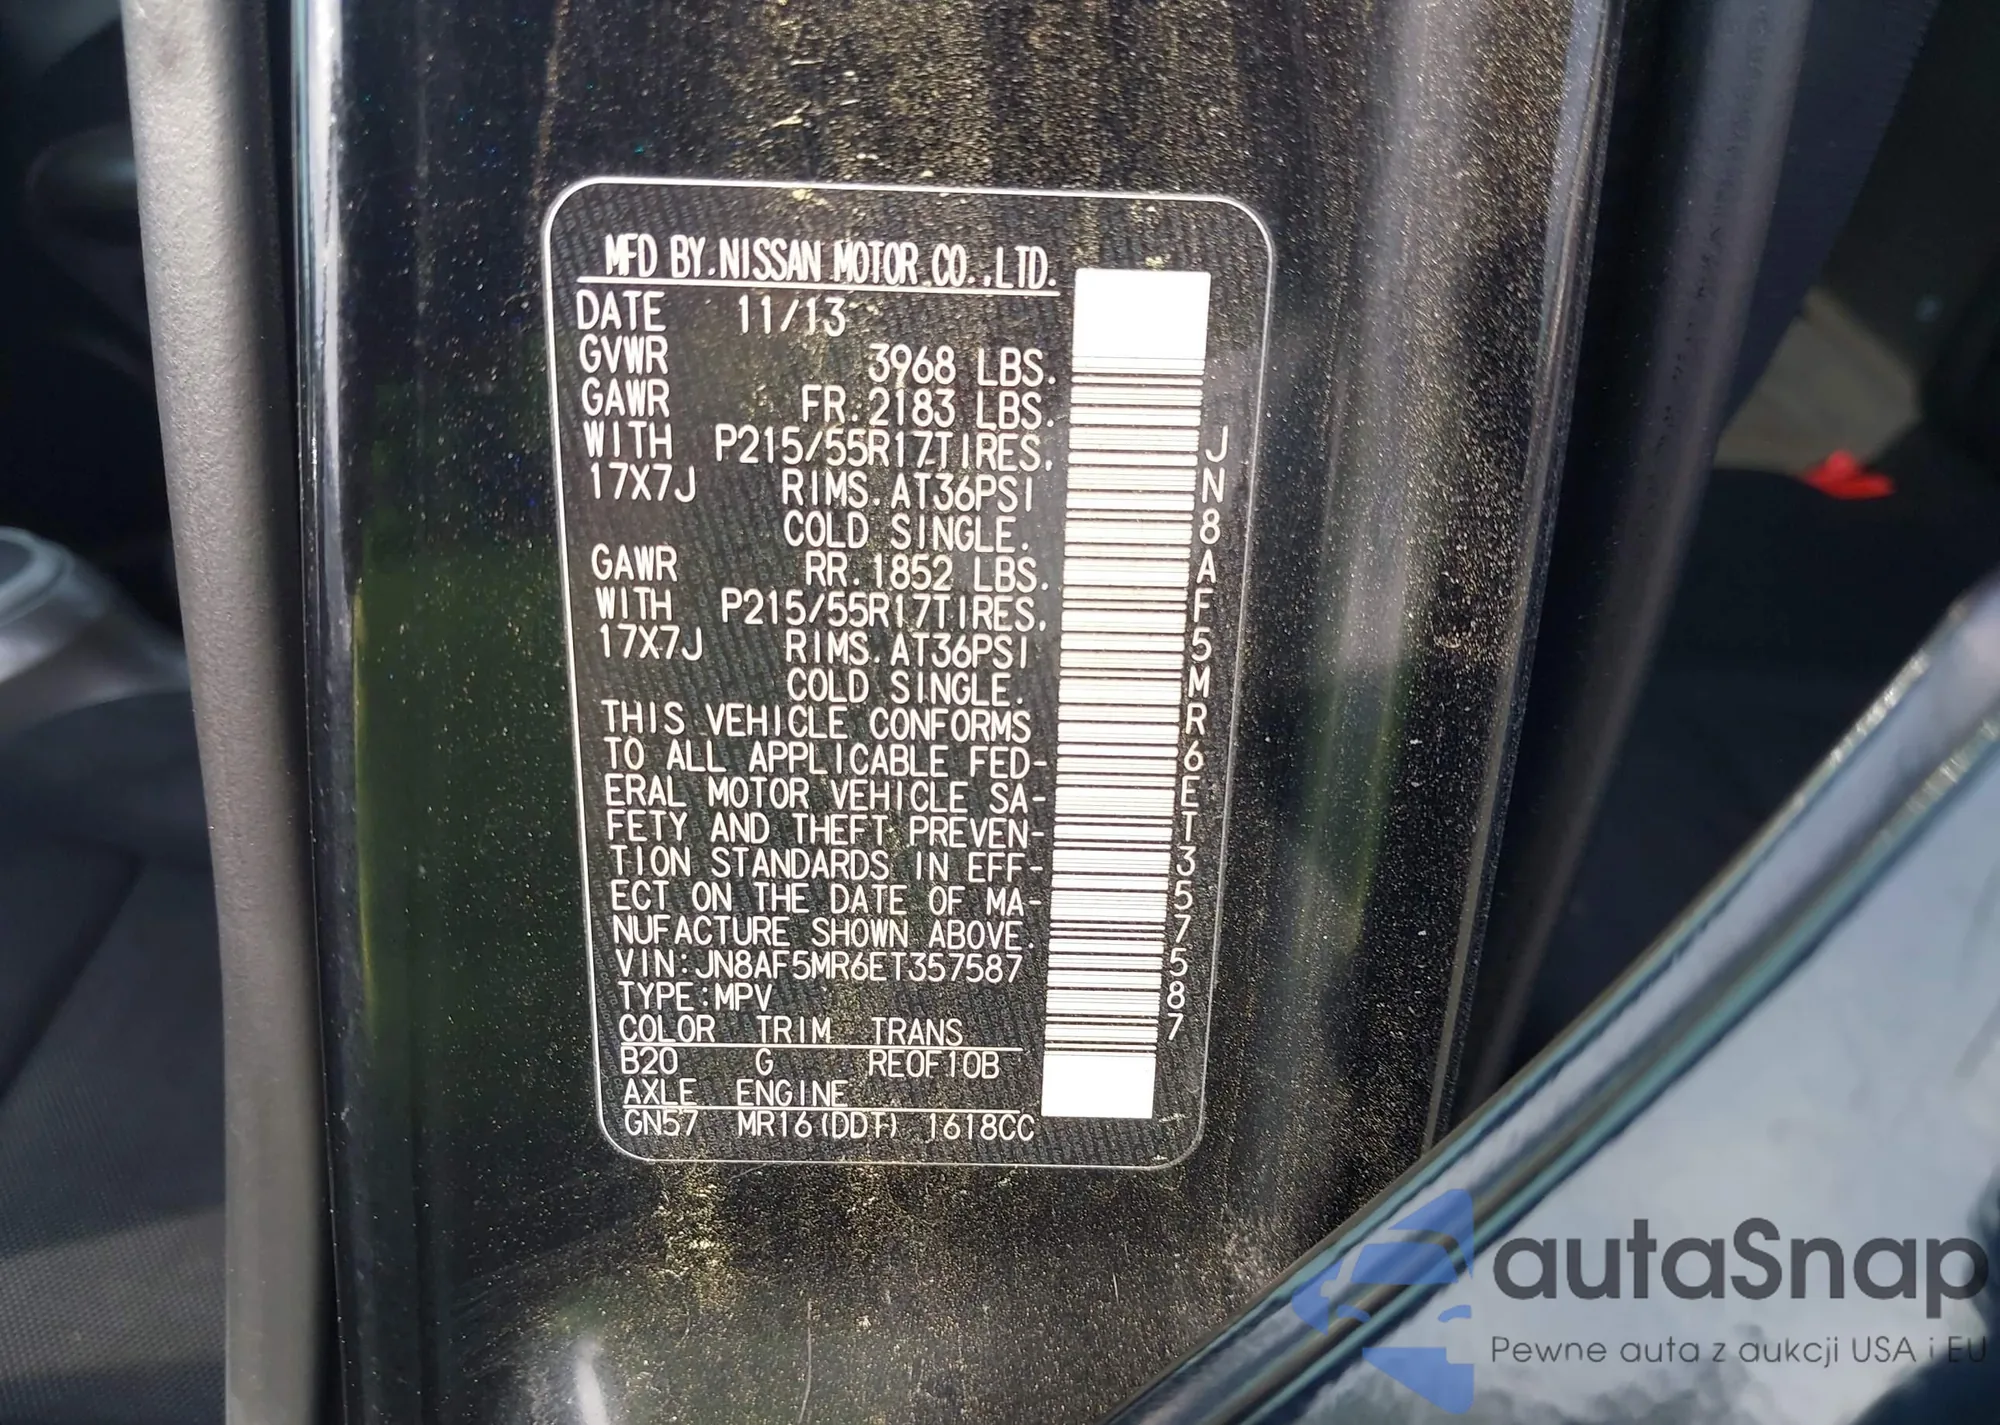 MFD BY.NISSAN MOTOR CO.,LTD.
DATE 11/13
GVWR 3968 LBS.
GAWR FR.2183 LBS.
WITH P215/55R17TIRES.
17X7J RIMS.AT36PSI
COLD SINGLE.
GAWR RR.1852 LBS.
WITH P215/55R17TIRES.
17X7J RIMS.AT36PSI
COLD SINGLE.
THIS VEHICLE CONFORMS
TO ALL APPLICABLE FED-
ERAL MOTOR VEHICLE SA-
FETY AND THEFT PREVEN-
TION STANDARDS IN EFF-
ECT ON THE DATE OF MA-
NUFACTURE SHOWN ABOVE.
VIN:JN8AF5MR6ET357587
TYPE:MPV
COLOR TRIM TRANS
B20 G RE0F10B
AXLE ENGINE
GN57 MR16(DDT) 1618CC
JN8AF5MR6ET357587
autaSnap
Pewne auta z aukcji USA i EU